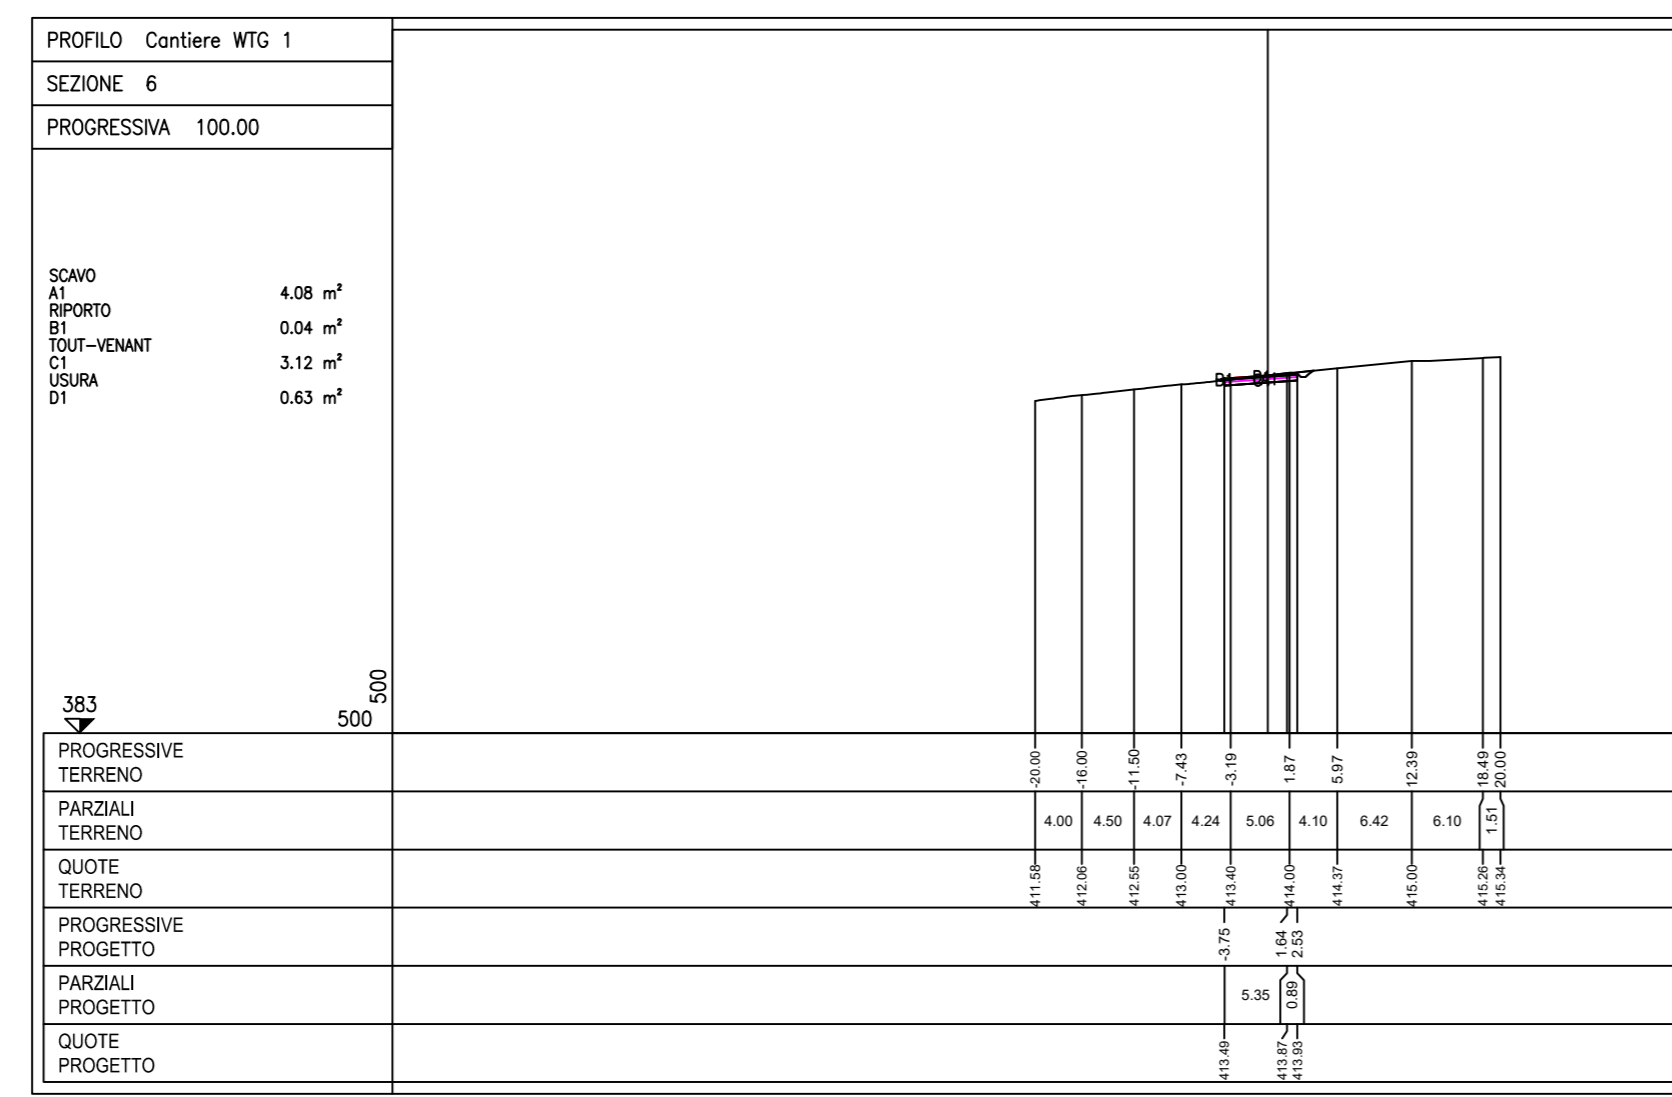 PROFILO Cantiere WTG 1
SEZIONE 6
PROGRESSIVA 100.00
SCAVO
A1 4.08 m²
RIPORTO
B1 0.04 m²
TOUT-VENANT
C1 3.12 m²
USURA
D1 0.63 m²
B1
383
500
500
PROGRESSIVE
TERRENO
-20.00 -16.00 -11.50 -7.43 -3.19 1.87 5.97 12.39 18.49 20.00
PARZIALI
TERRENO
4.00 4.50 4.07 4.24 5.06 4.10 6.42 6.10 1.51
QUOTE
TERRENO
411.58 412.06 412.55 413.00 413.40 414.00 414.37 415.00 415.26 415.34
PROGRESSIVE
PROGETTO
-3.75 1.64 2.53
PARZIALI
PROGETTO
5.35 0.89
QUOTE
PROGETTO
413.49 413.87 413.93